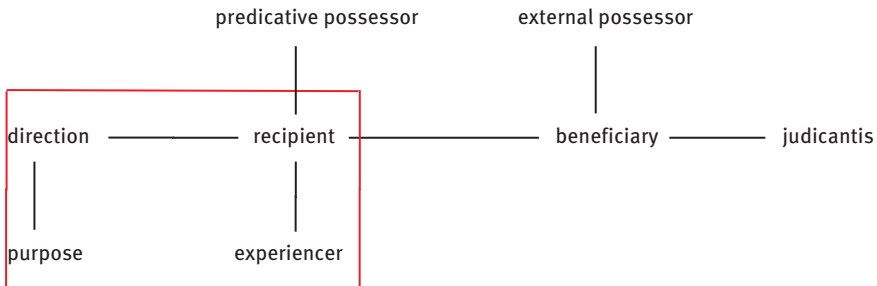 predicative possessor external possessor
direction recipient beneficiary judicantis
purpose experiencer